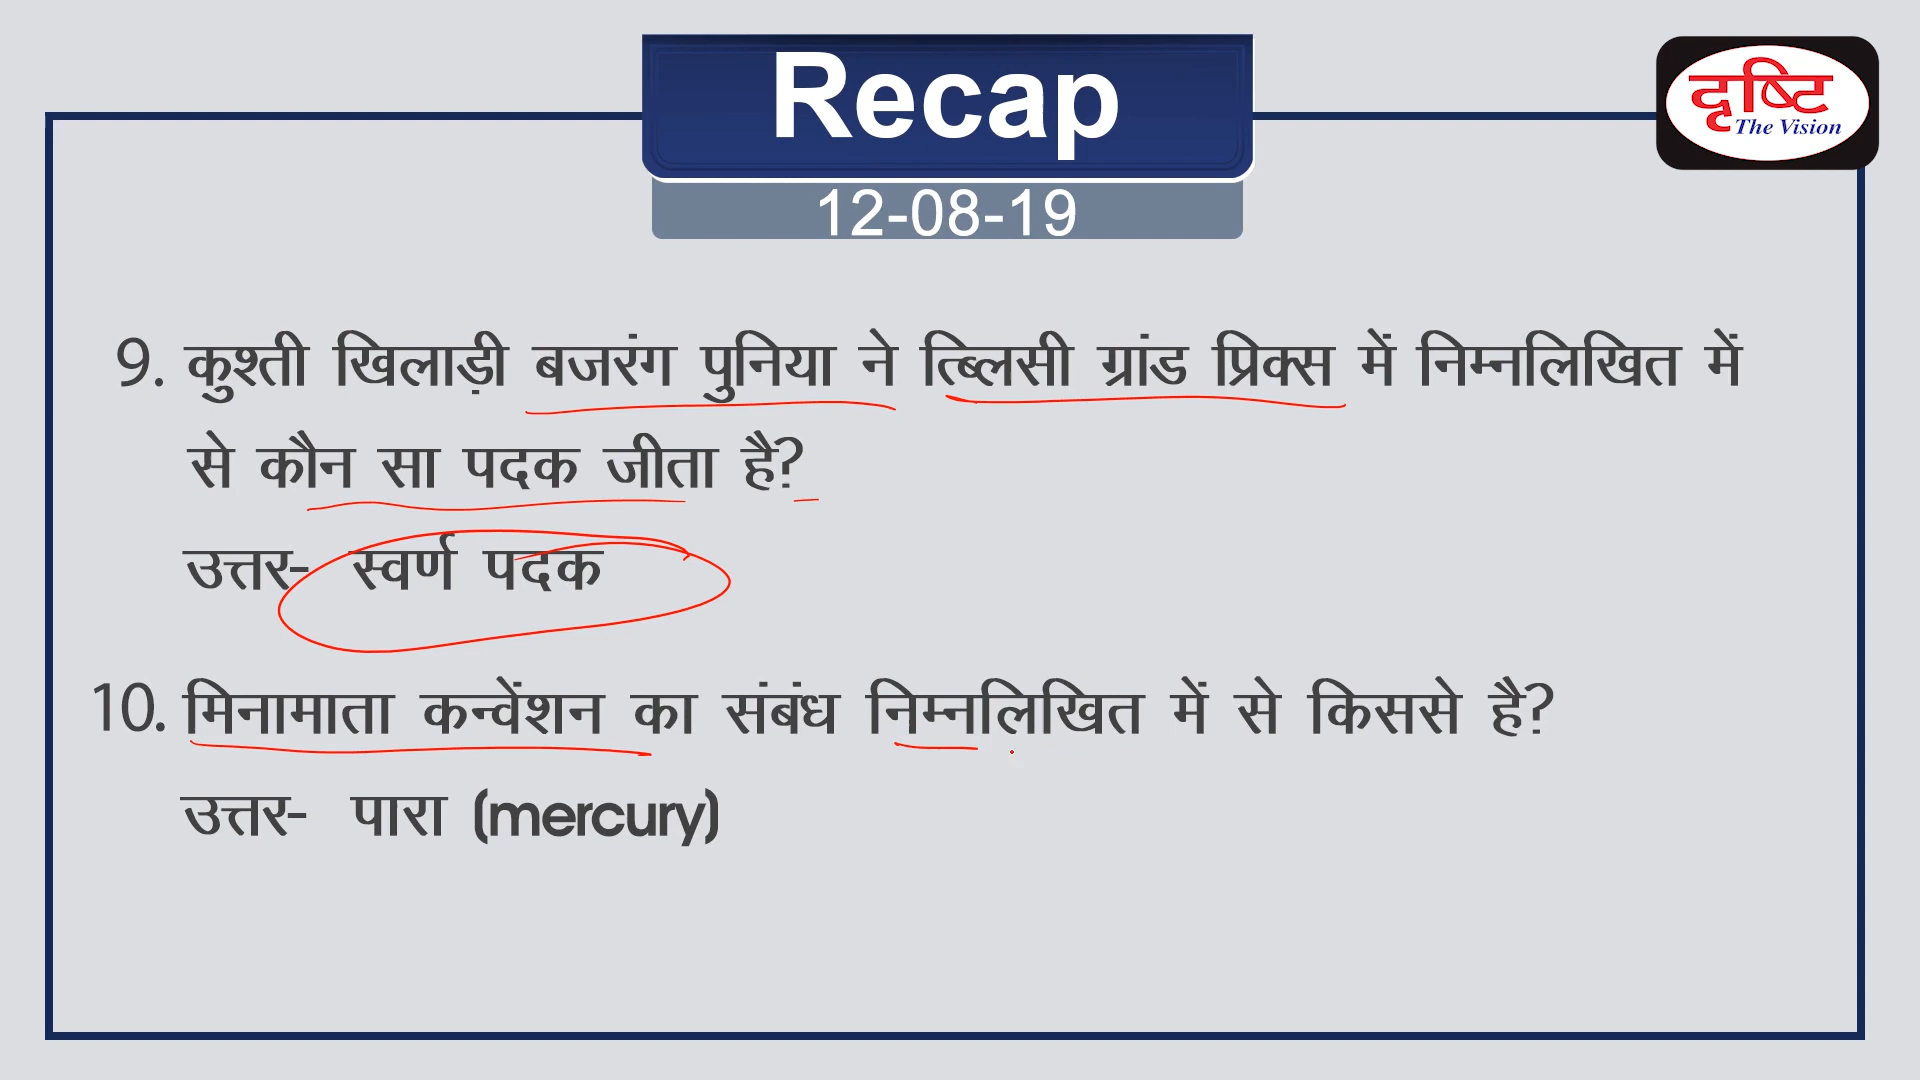 Recap
दृष्टि
The Vision
12-08-19
9. कुश्ती खिलाड़ी बजरंग पुनिया ने त्बिलसी ग्रांड प्रिक्स में निम्नलिखित में
से कौन सा पदक जीता है?
उत्तर- स्वर्ण पदक
10. मिनामाता कन्वेंशन का संबंध निम्नलिखित में से किससे है?
उत्तर- पारा (mercury)